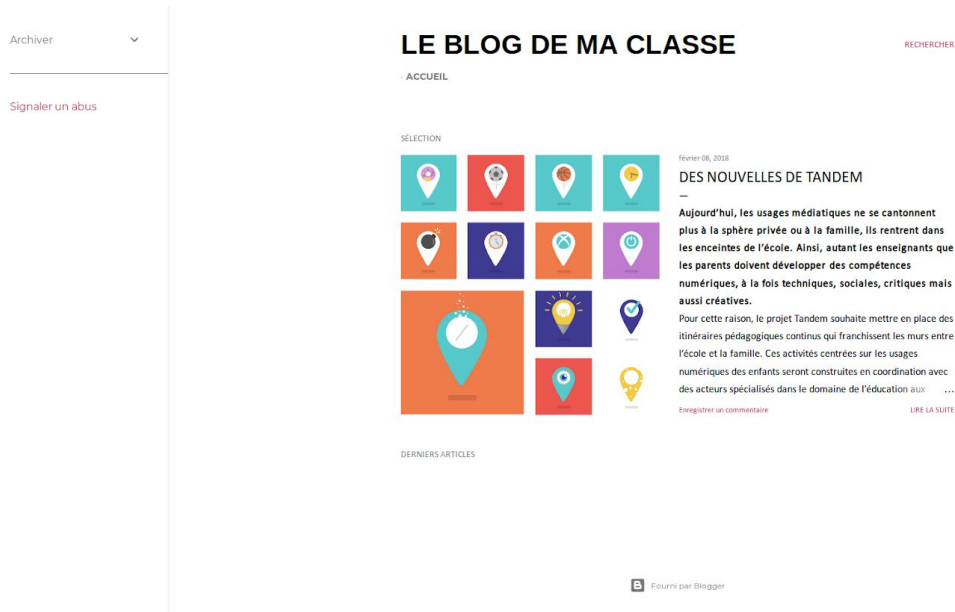 Archiver
Signaler un abus
LE BLOG DE MA CLASSE
RECHERCHER
· ACCUEIL
SÉLECTION
février 08, 2018
DES NOUVELLES DE TANDEM
Aujourd’hui, les usages médiatiques ne se cantonnent
plus à la sphère privée ou à la famille, ils rentrent dans
les enceintes de l’école. Ainsi, autant les enseignants que
les parents doivent développer des compétences
numériques, à la fois techniques, sociales, critiques mais
aussi créatives.
Pour cette raison, le projet Tandem souhaite mettre en place des
itinéraires pédagogiques continus qui franchissent les murs entre
l’école et la famille. Ces activités centrées sur les usages
numériques des enfants seront construites en coordination avec
des acteurs spécialisés dans le domaine de l’éducation aux …
Enregistrer un commentaire
LIRE LA SUITE
DERNIERS ARTICLES
Fourni par Blogger